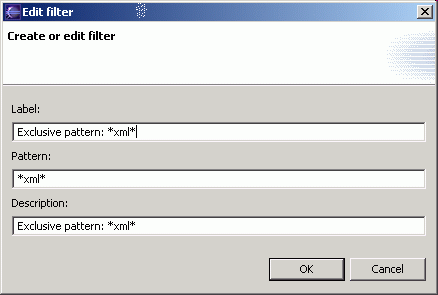 Edit filter
Create or edit filter
Label:
Exclusive pattern: *xml*
Pattern:
*xml*
Description:
Exclusive pattern: *xml*
OK Cancel